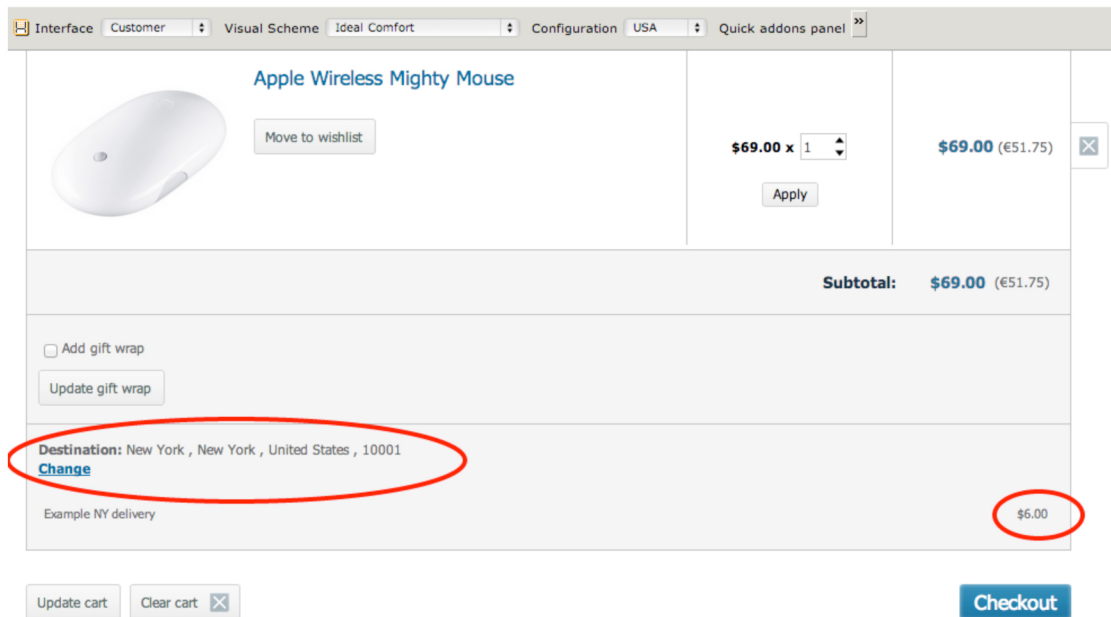 Interface Customer Visual Scheme Ideal Comfort Configuration USA Quick addons panel »
Apple Wireless Mighty Mouse
Move to wishlist
$69.00 x 1 $69.00 (€51.75)
Apply
Subtotal: $69.00 (€51.75)
Add gift wrap
Update gift wrap
Destination: New York , New York , United States , 10001
Change
Example NY delivery $6.00
Update cart Clear cart Checkout